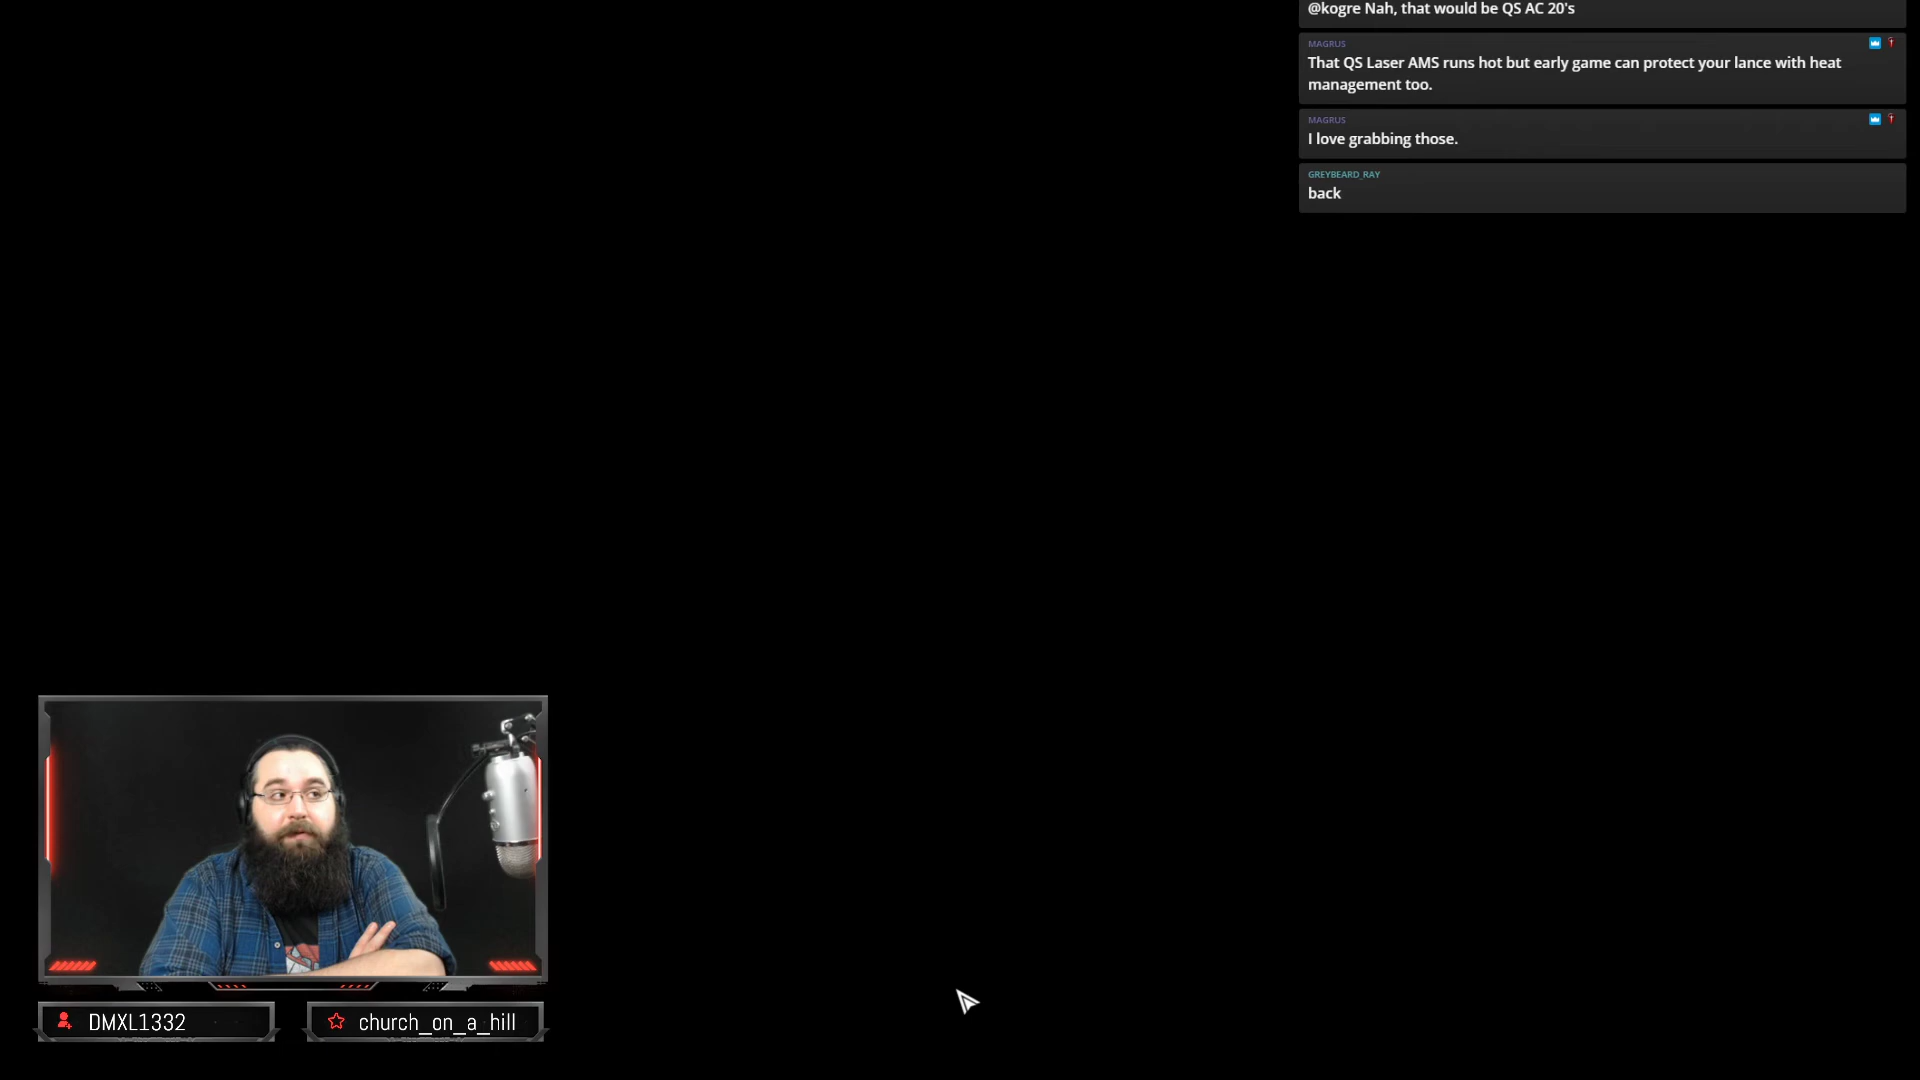 @kogre Nah, that would be QS AC 20's
MAGRUS
That QS Laser AMS runs hot but early game can protect your lance with heat
management too.
MAGRUS
I love grabbing those.
GREYBEARD_RAY
back
DMXL1332
church_on_a_hill